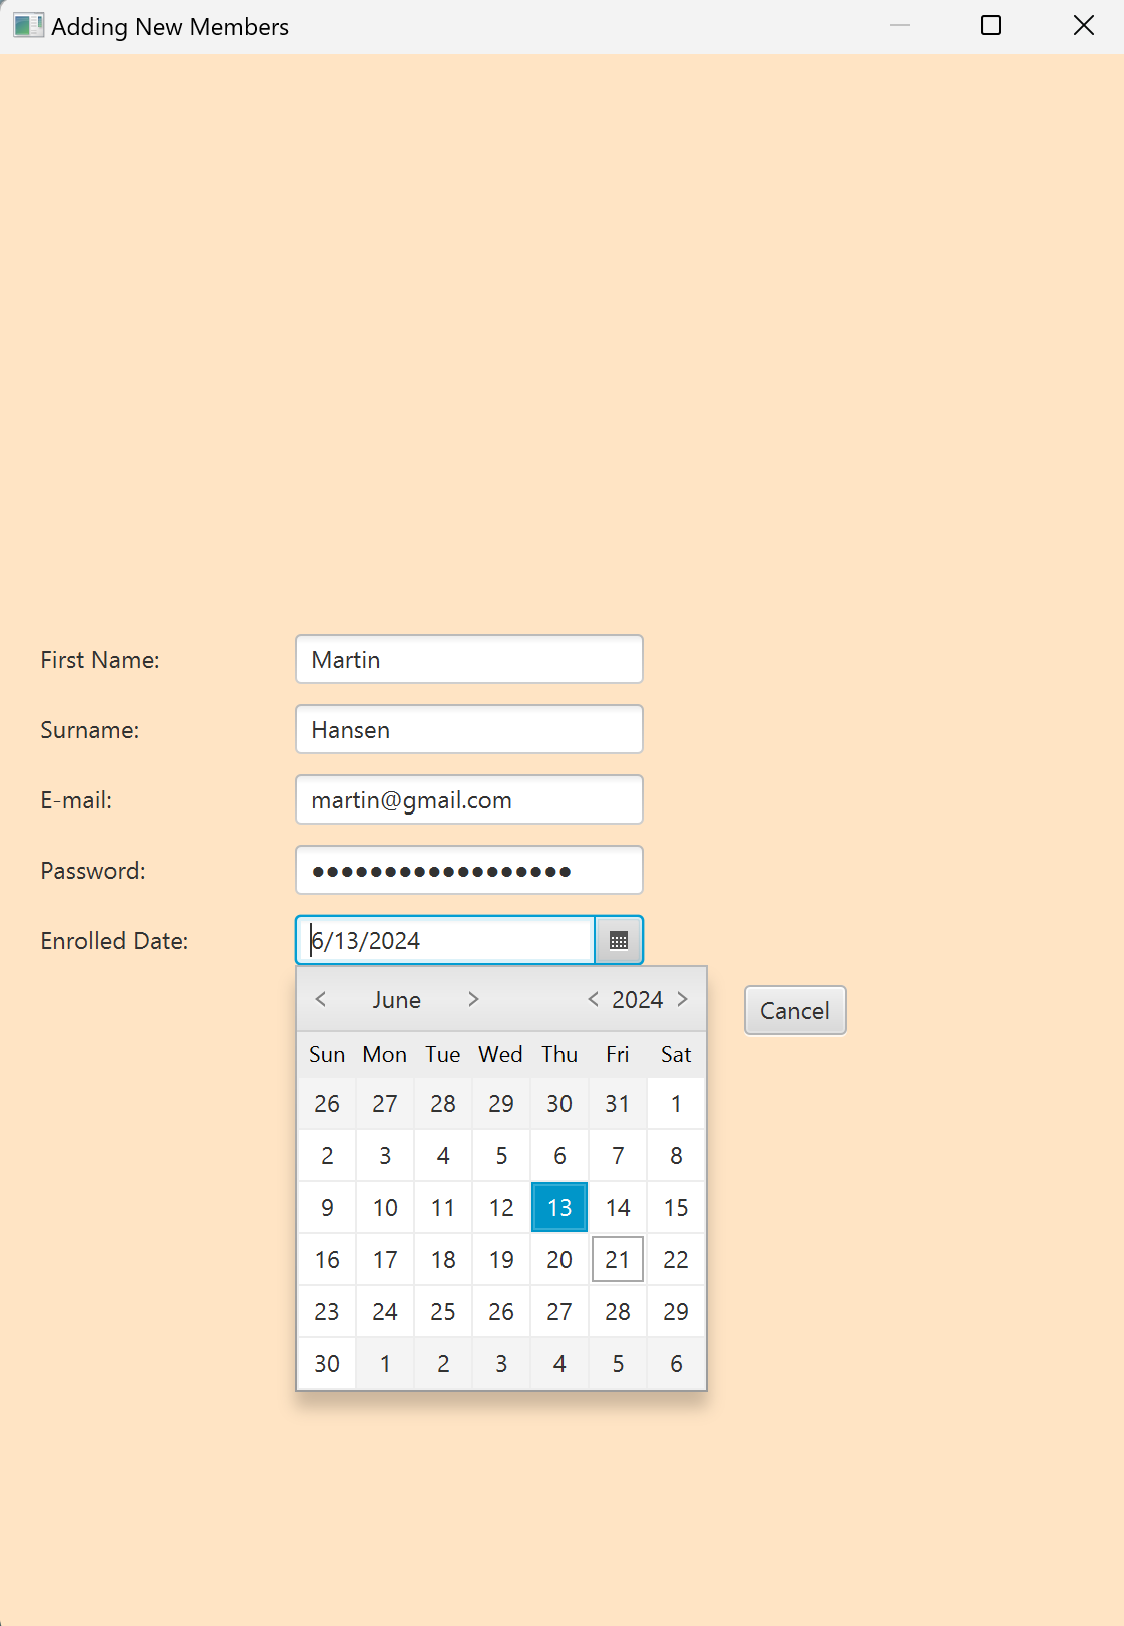 Adding New Members
First Name: Martin
Surname: Hansen
E-mail: martin@gmail.com
Password: ●●●●●●●●●●●●●●●●●●
Enrolled Date: 6/13/2024
< June > < 2024 >
Cancel
Sun Mon Tue Wed Thu Fri Sat
26 27 28 29 30 31 1
2 3 4 5 6 7 8
9 10 11 12 13 14 15
16 17 18 19 20 21 22
23 24 25 26 27 28 29
30 1 2 3 4 5 6